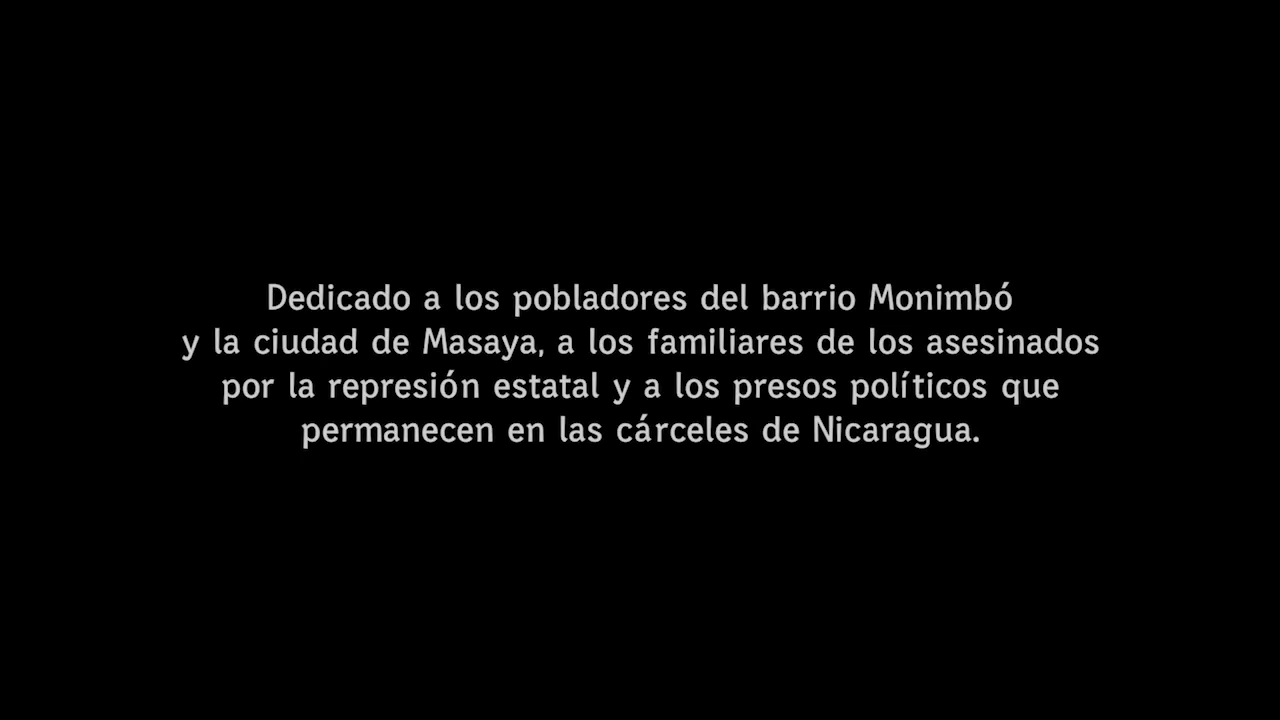 Dedicado a los pobladores del barrio Monimbó
y la ciudad de Masaya, a los familiares de los asesinados
por la represión estatal y a los presos políticos que
permanecen en las cárceles de Nicaragua.